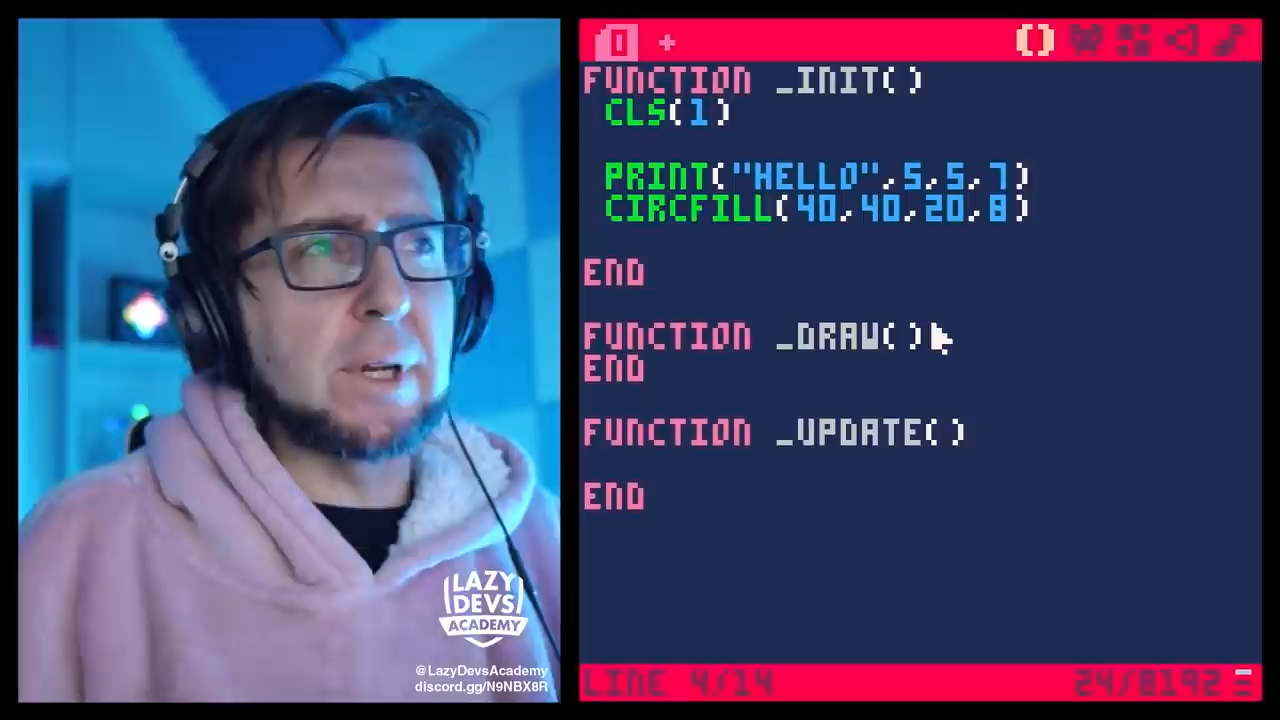 FUNCTION _INIT()
CLS(1)
PRINT("HELLO",5,5,7)
CIRCFILL(40,40,20,8)
END
FUNCTION _DRAW()
END
FUNCTION _UPDATE()
END
LINE 4/14
24/8192
LAZY
DEVS
ACADEMY
@LazyDevsAcademy
discord.gg/N9NBX8R